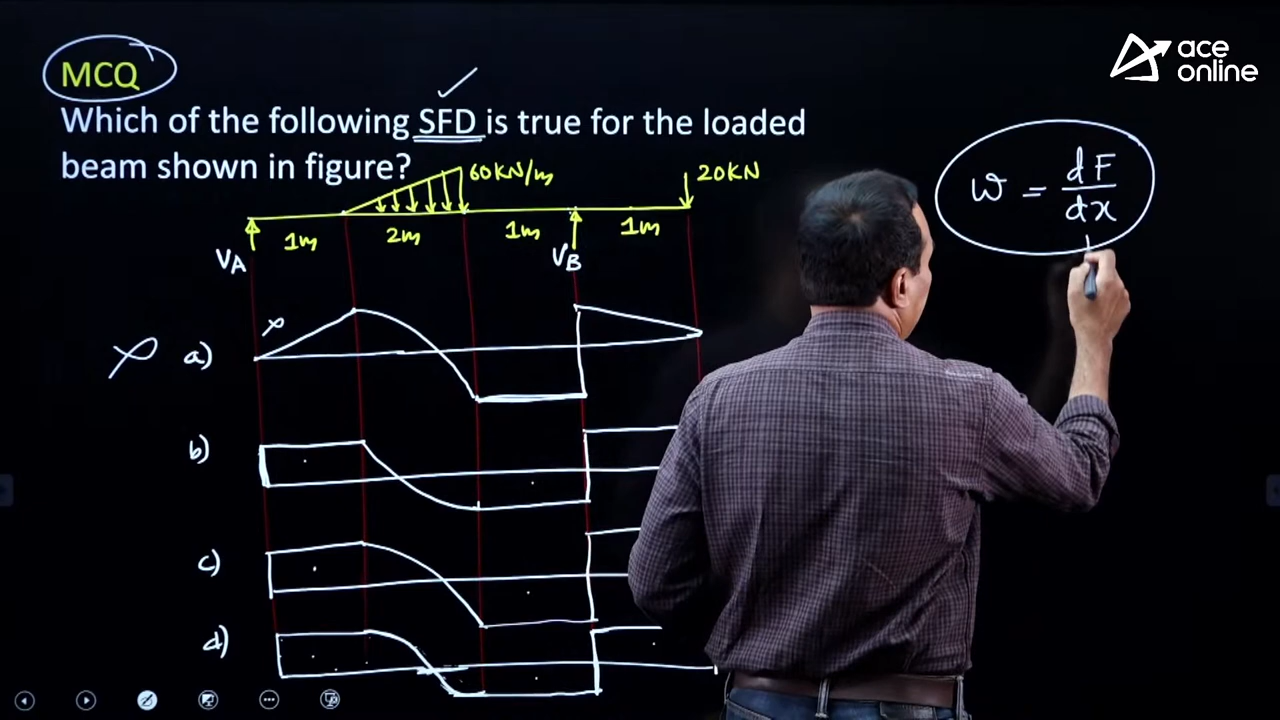 ace
online
MCQ
Which of the following SFD is true for the loaded
beam shown in figure?
60KN/m
20KN
1m 2m 1m 1m
VA VB
W = dF/dx
a)
b)
c)
d)